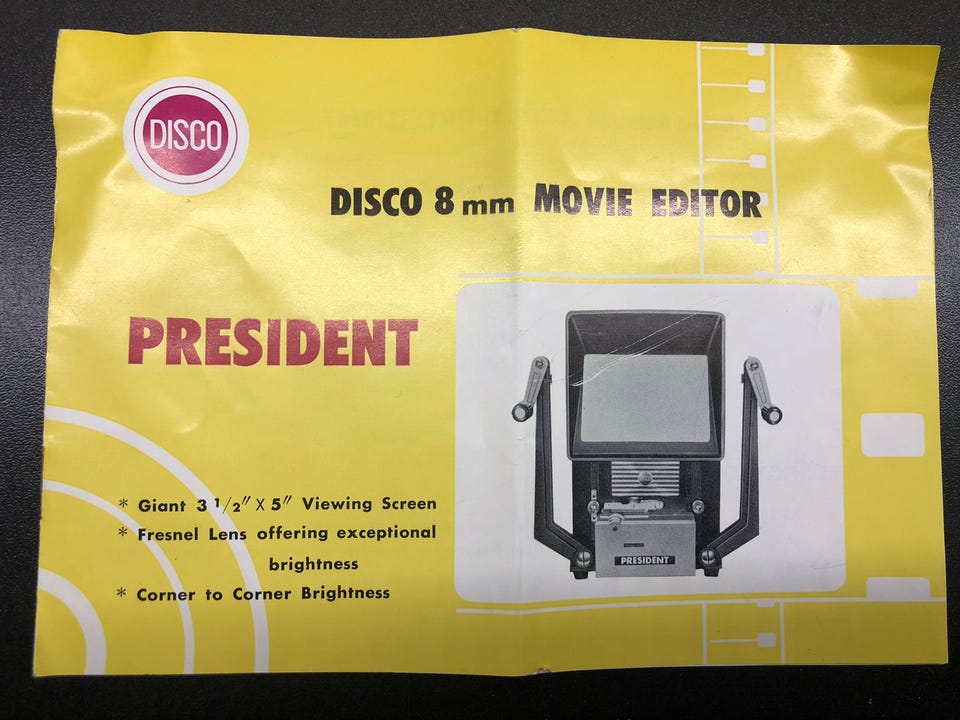 DISCO
DISCO 8 mm MOVIE EDITOR
PRESIDENT
* Giant 3 1/2" X 5" Viewing Screen
* Fresnel Lens offering exceptional
brightness
* Corner to Corner Brightness
PRESIDENT